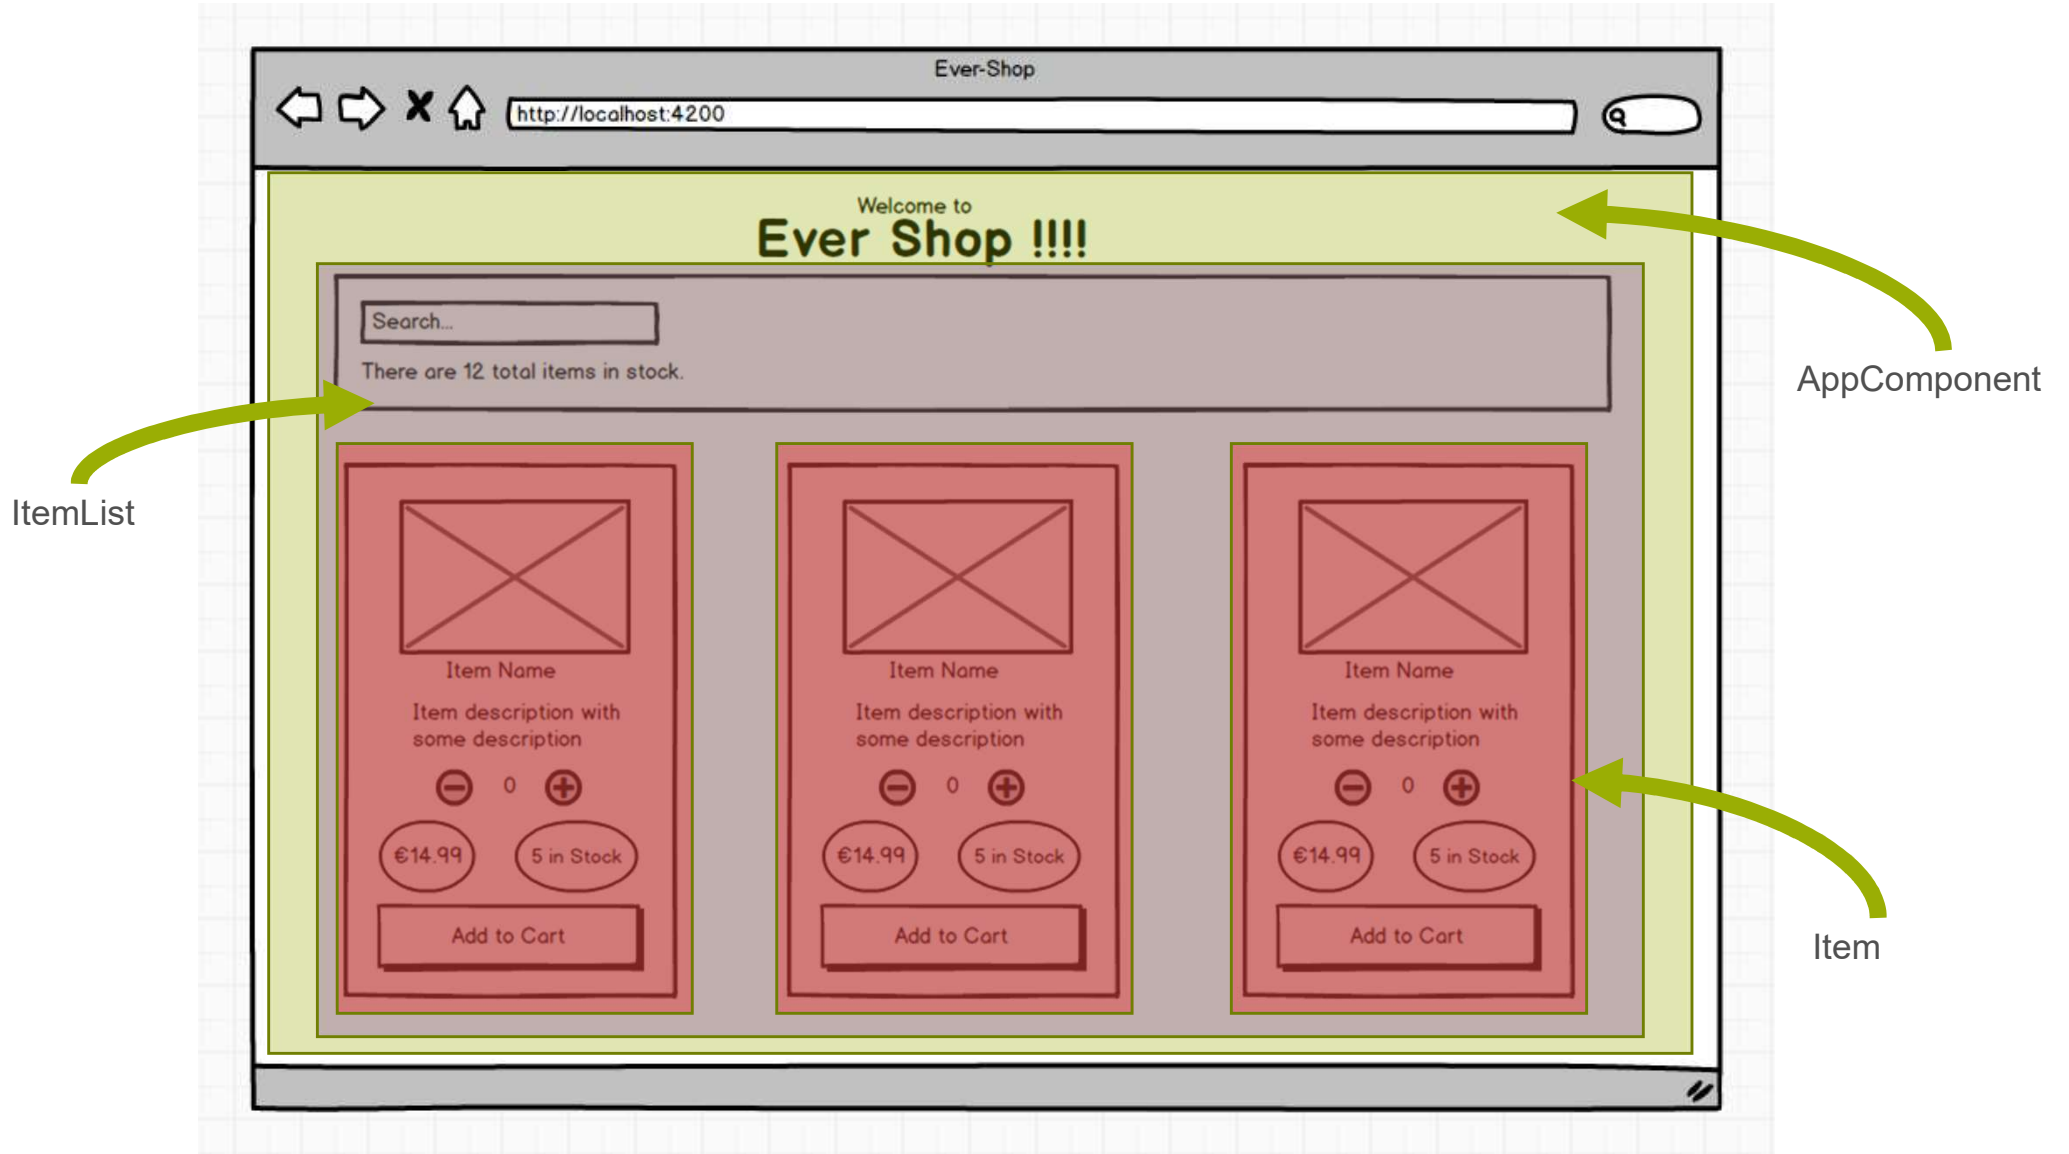 Ever-Shop
http://localhost:4200
Welcome to
Ever Shop !!!!
AppComponent
Search...
There are 12 total items in stock.
ItemList
Item Name
Item description with
some description
0
€14.99
5 in Stock
Add to Cart
Item Name
Item description with
some description
0
€14.99
5 in Stock
Add to Cart
Item Name
Item description with
some description
0
€14.99
5 in Stock
Add to Cart
Item